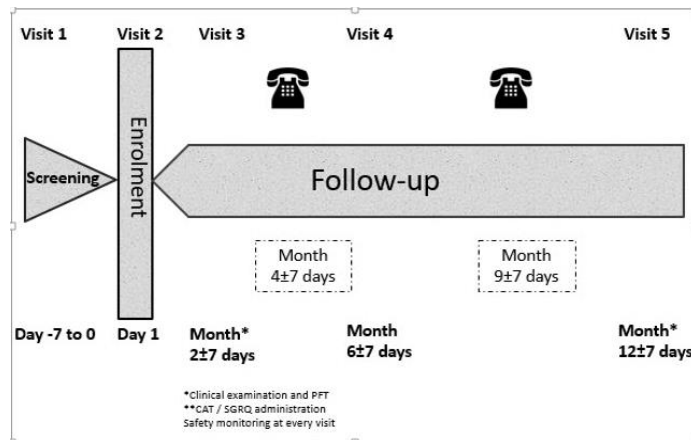 Visit 1 Visit 2 Visit 3 Visit 4 Visit 5
Screening
Enrolment
Follow-up
Month
4±7 days
Month
9±7 days
Day -7 to 0 Day 1 Month* Month Month*
2±7 days 6±7 days 12±7 days
*Clinical examination and PFT
**CAT / SGRQ administration
Safety monitoring at every visit